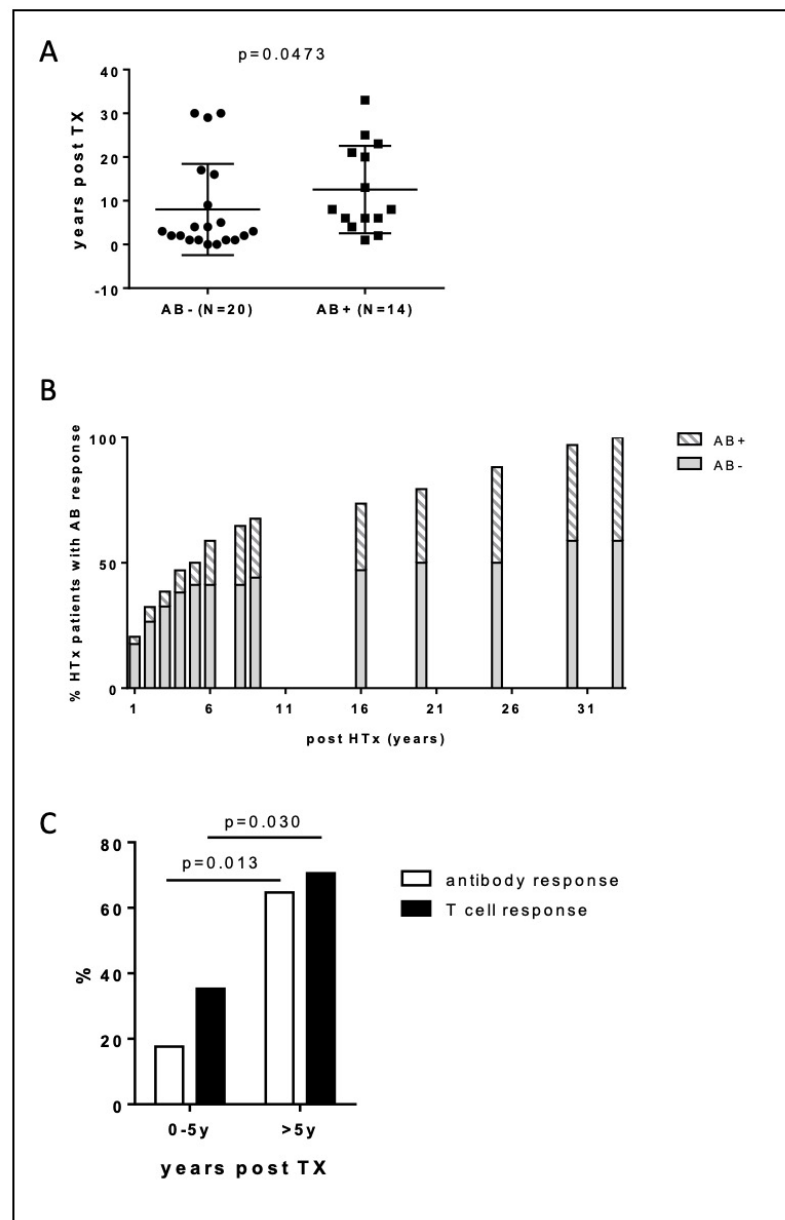 A
p=0.0473
years post TX
40
30
20
10
0
-10
AB- (N=20) AB+ (N=14)
B
% HTx patients with AB response
100
50
0
1 6 11 16 21 26 31
post HTx (years)
AB+
AB-
C
p=0.030
p=0.013
%
80
60
40
20
0
0-5y >5y
years post TX
antibody response
T cell response